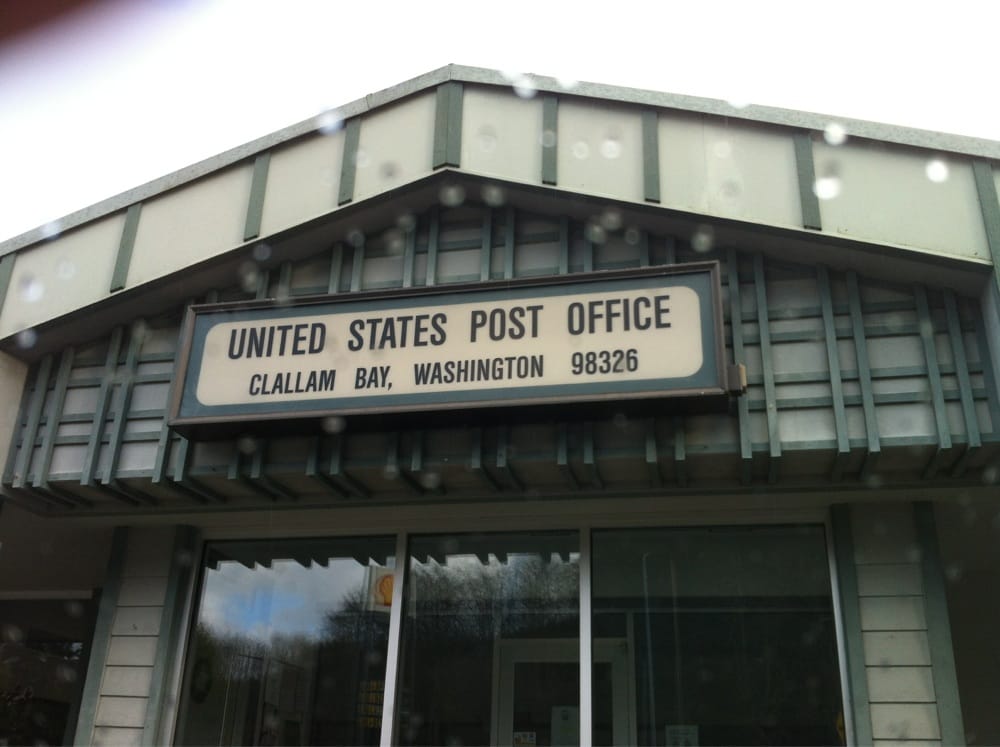 UNITED STATES POST OFFICE
CLALLAM BAY, WASHINGTON 98326